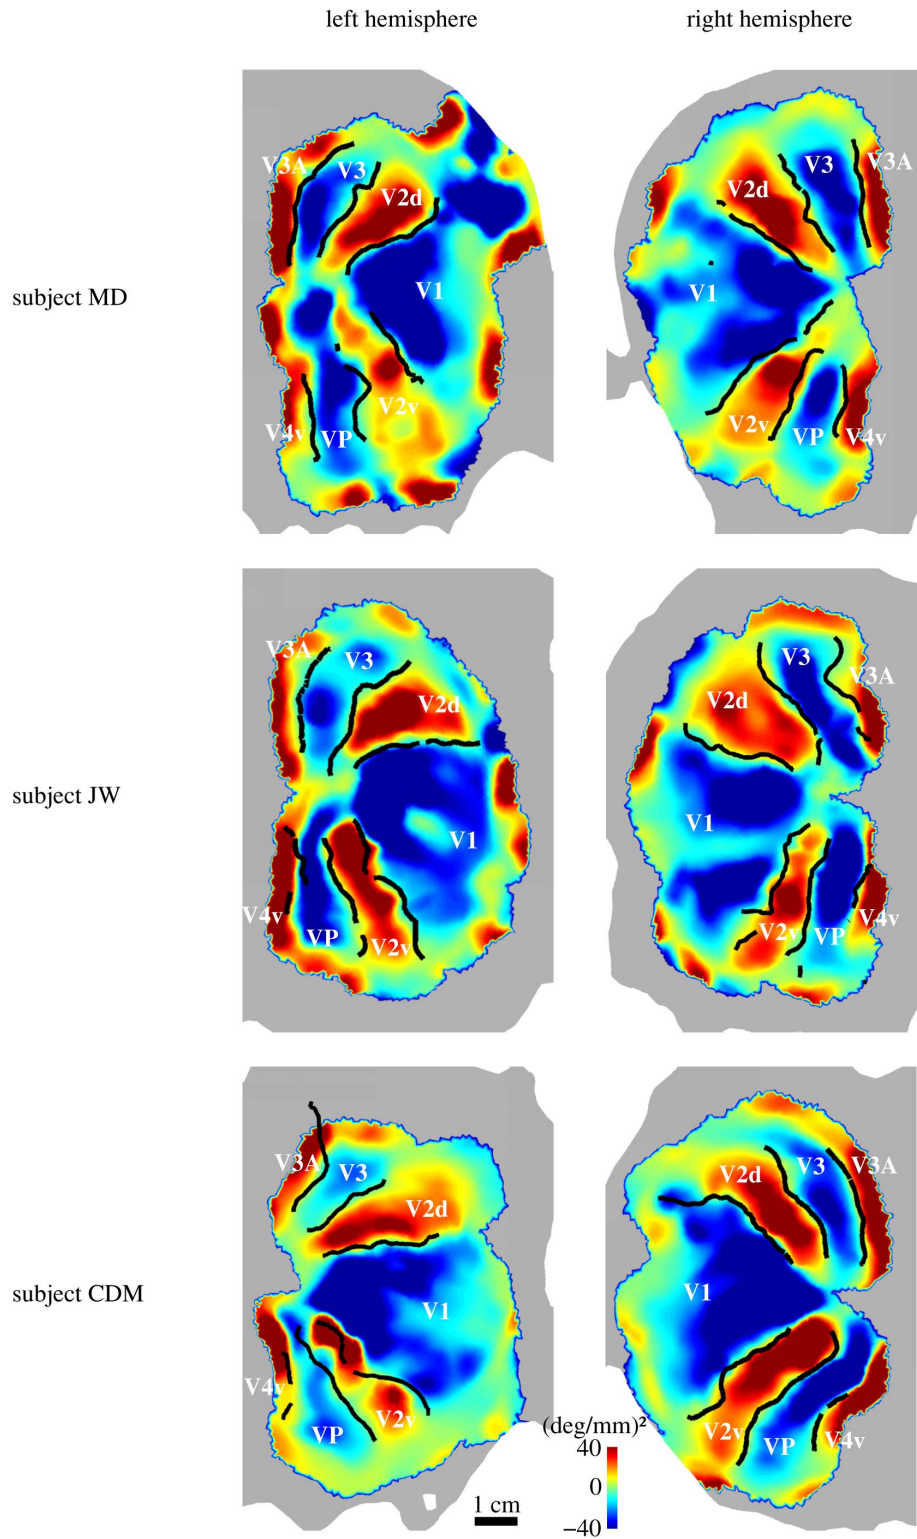 left hemisphere
right hemisphere
subject MD
V3A
V3
V2d
V1
V2v
V4v
VP
V3
V3A
V2d
V1
V2v
VP
V4v
subject JW
V3A
V3
V2d
V1
V4v
VP
V2v
V3
V3A
V2d
V1
V2v
VP
V4v
subject CDM
V3A
V3
V2d
V1
V4v
V2v
VP
V3
V3A
V2d
V1
V2v
VP
V4v
(deg/mm)²
40
0
−40
1 cm